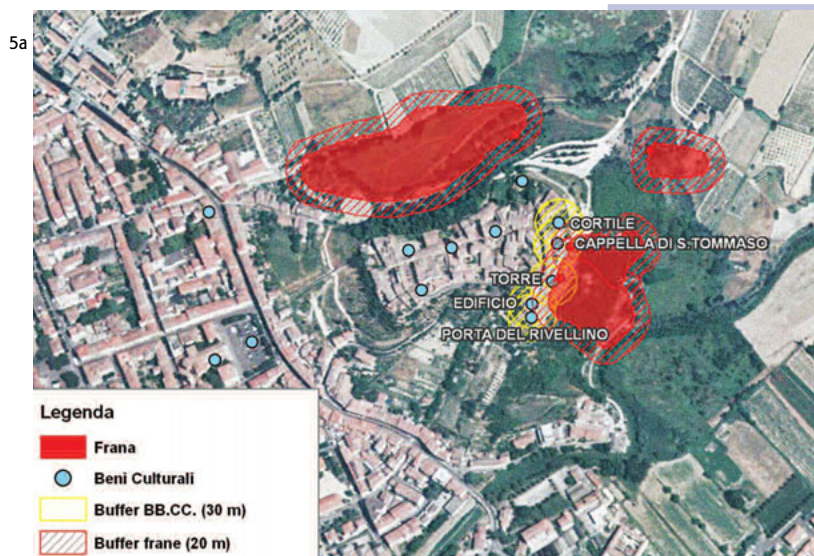 5a
CORTILE
CAPPELLA DI S.TOMMASO
TORRE
EDIFICIO
PORTA DEL RIVELLINO
Legenda
Frana
Beni Culturali
Buffer BB.CC. (30 m)
Buffer frane (20 m)